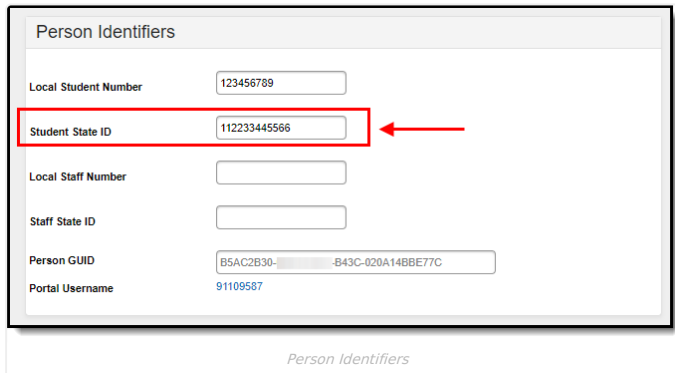 Person Identifiers
Local Student Number 123456789
Student State ID 112233445566
Local Staff Number
Staff State ID
Person GUID B5AC2B30- -B43C-020A14BBE77C
Portal Username 91109587
Person Identifiers